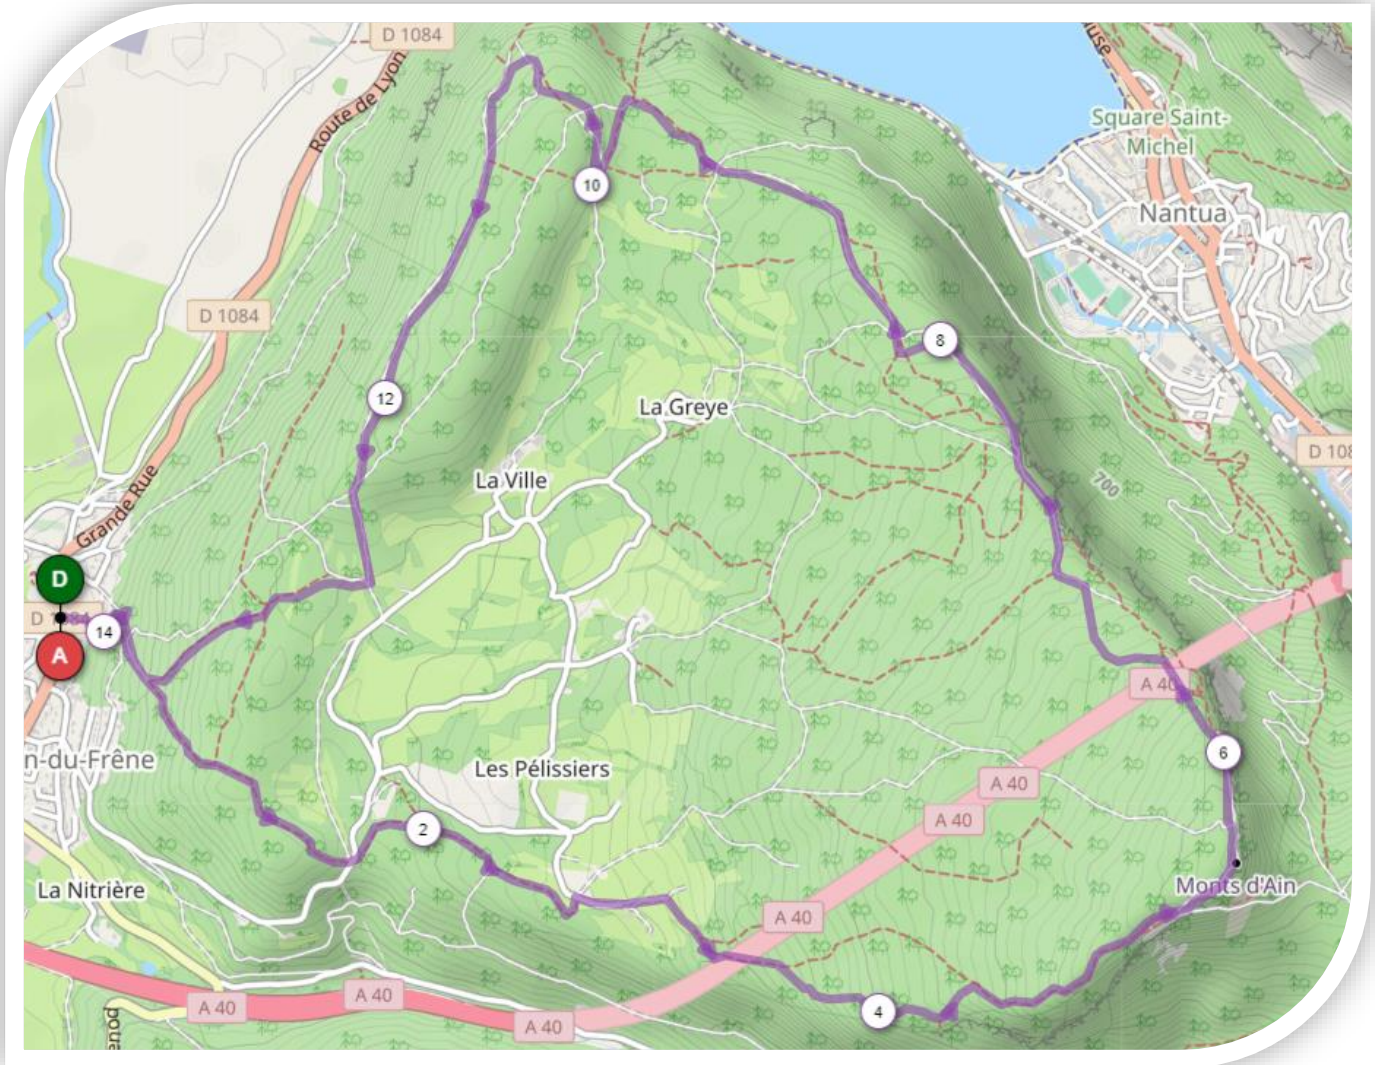 D 1084
Route de Lyon
Square Saint-
Michel
Nantua
10
D 1084
8
12
La Greye
D 108
La Ville
700
Grande Rue
D
D 1084
14
A
A 40
6
n-du-Frêne
Les Pélissiers
A 40
A 40
2
La Nitrière
Monts d'Ain
A 40
A 40
A 40
4
A 40